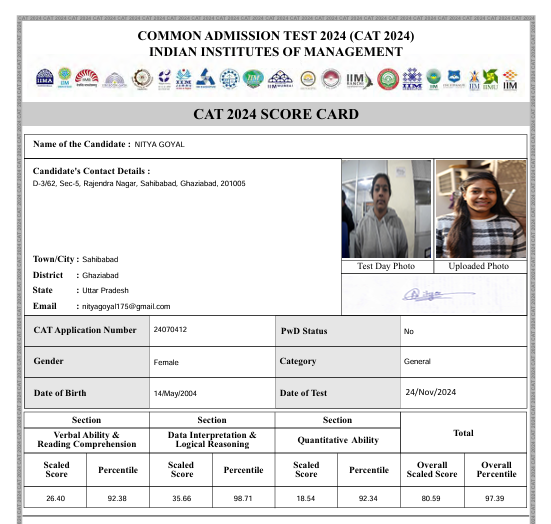 COMMON ADMISSION TEST 2024 (CAT 2024)
INDIAN INSTITUTES OF MANAGEMENT
CAT 2024 SCORE CARD
Name of the Candidate : NITYA GOYAL
Candidate's Contact Details :
D-3/62, Sec-5, Rajendra Nagar, Sahibabad, Ghaziabad, 201005
Town/City : Sahibabad
District : Ghaziabad
State : Uttar Pradesh
Email : nityagoyal175@gmail.com
Test Day Photo Uploaded Photo
CAT Application Number 24070412 PwD Status No
Gender Female Category General
Date of Birth 14/May/2004 Date of Test 24/Nov/2024
Section Section Section Total
Verbal Ability & Reading Comprehension Data Interpretation & Logical Reasoning Quantitative Ability
Scaled Score Percentile Scaled Score Percentile Scaled Score Percentile Overall Scaled Score Overall Percentile
26.40 92.38 35.66 98.71 18.54 92.34 80.59 97.39